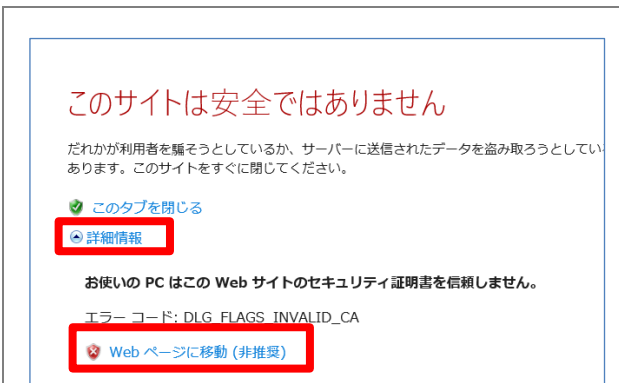 このサイトは安全ではありません
だれかが利用者を騙そうとしているか、サーバーに送信されたデータを盗み取ろうとしてい
あります。このサイトをすぐに閉じてください。
このタブを閉じる
詳細情報
お使いの PC はこの Web サイトのセキュリティ証明書を信頼しません。
エラー コード: DLG_FLAGS_INVALID_CA
Web ページに移動 (非推奨)